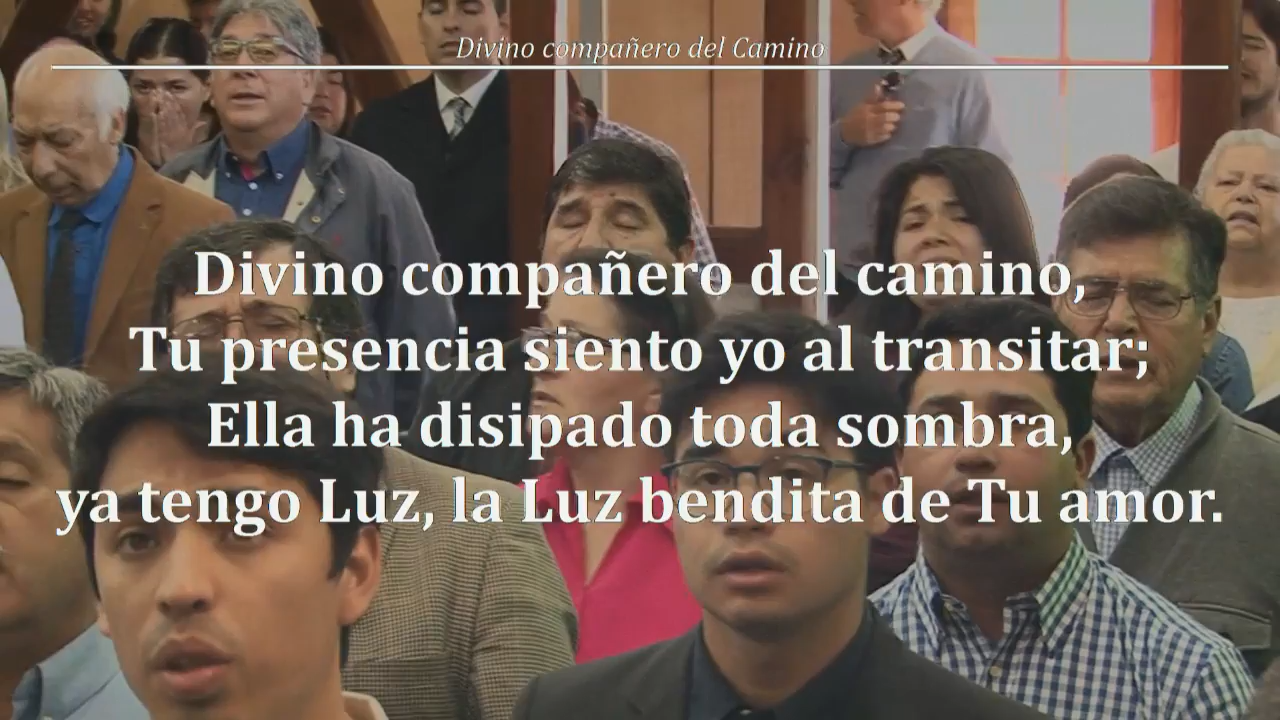 Divino compañero del Camino
Divino compañero del camino,
Tu presencia siento yo al transitar;
Ella ha disipado toda sombra,
ya tengo Luz, la Luz bendita de Tu amor.